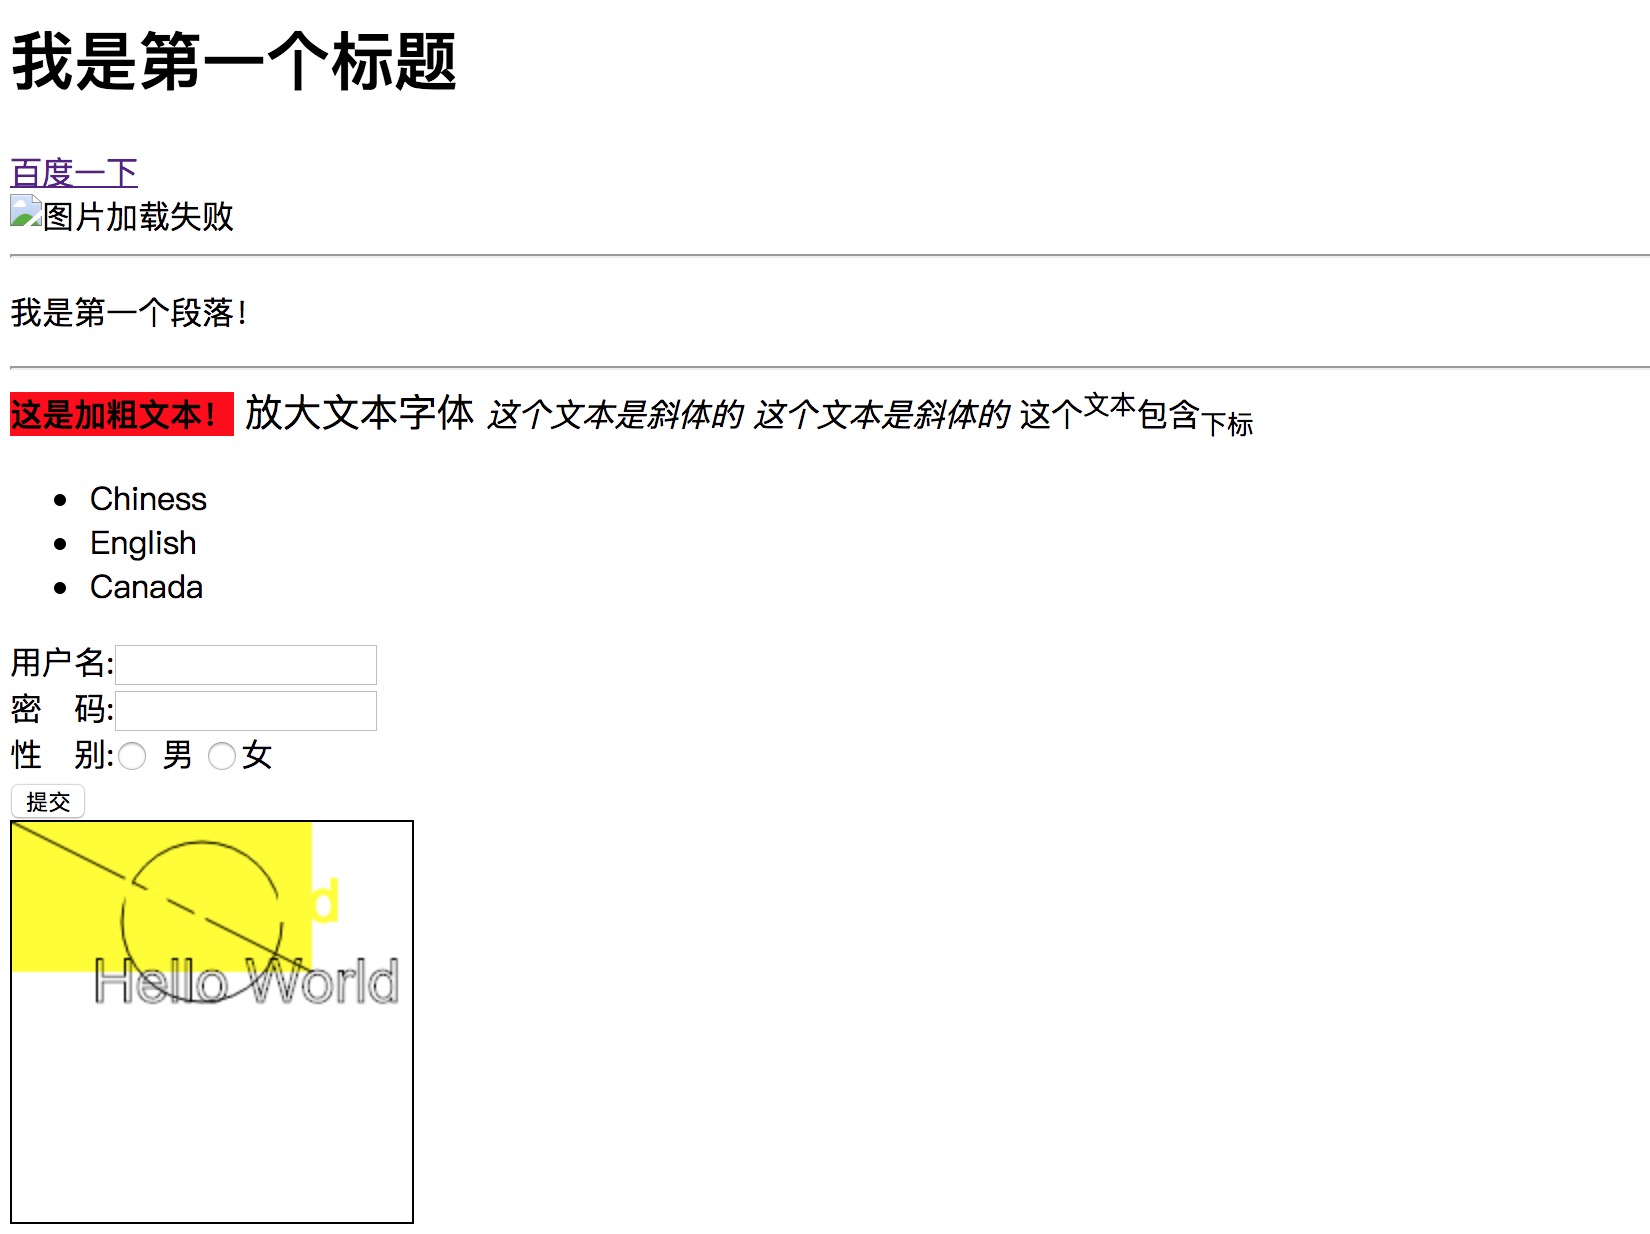 我是第一个标题
百度一下
图片加载失败
我是第一个段落！
这是加粗文本！ 放大文本字体 这个文本是斜体的 这个文本是斜体的 这个文本包含下标
Chiness
English
Canada
用户名:
密 码:
性 别: 男 女
提交
d
Hello World